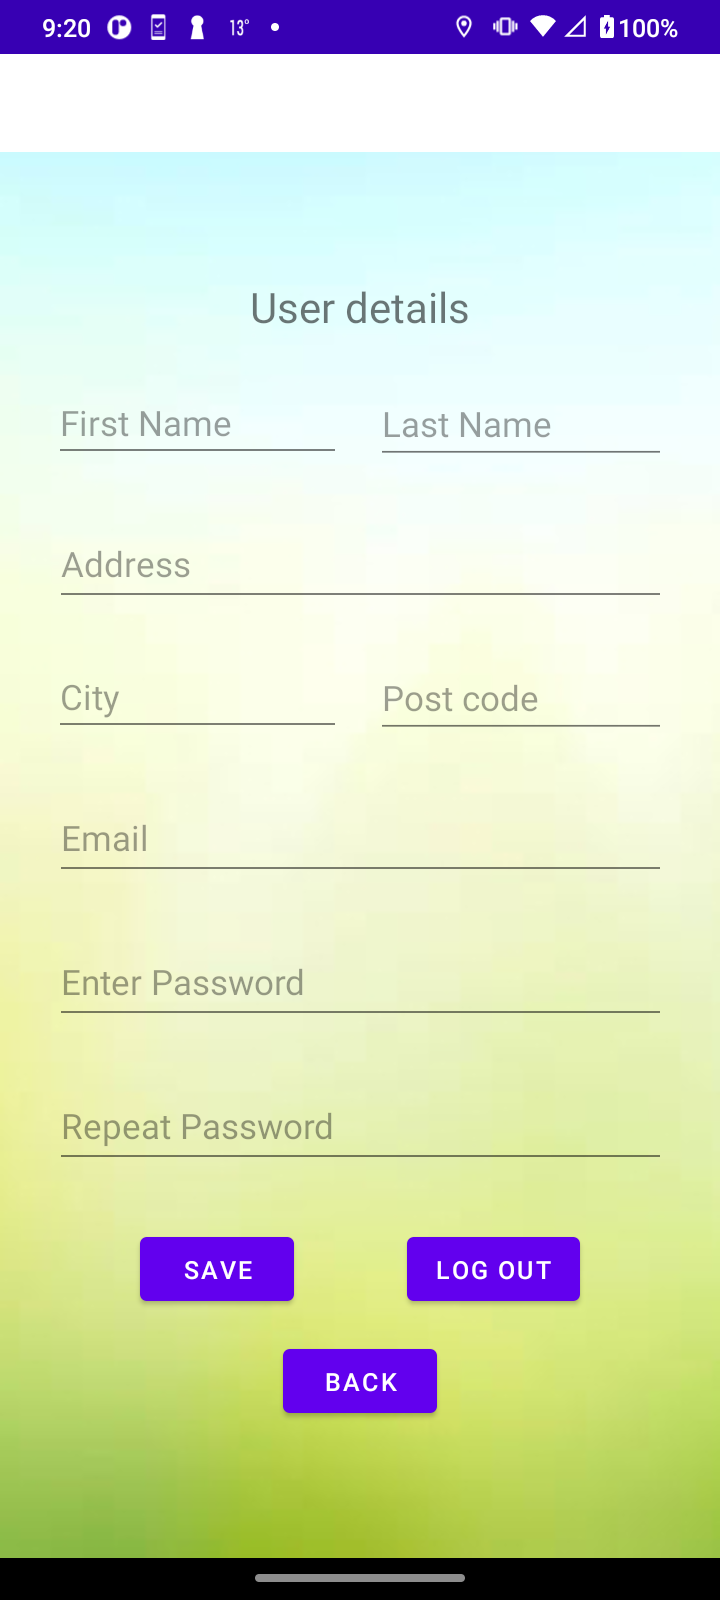 9:20 13° 100%
User details
First Name Last Name
Address
City Post code
Email
Enter Password
Repeat Password
SAVE LOG OUT
BACK